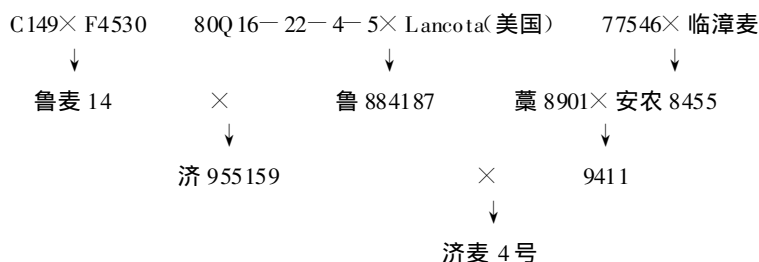 C149× F4530 80Q16－22－4－5× Lancota(美国) 77546× 临漳麦
↓ ↓ ↓
鲁麦 14 × 鲁 884187 藁 8901× 安农 8455
↓ ↓
济 955159 × 9411
↓
济麦 4 号